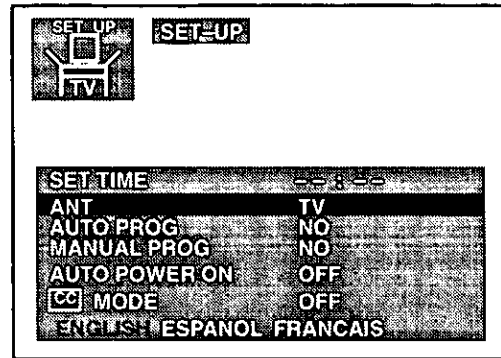 SET UP
SET-UP
TV
SET TIME --:--
ANT TV
AUTO PROG NO
MANUAL PROG NO
AUTO POWER ON OFF
CC MODE OFF
ENGLISH ESPANOL FRANCAIS